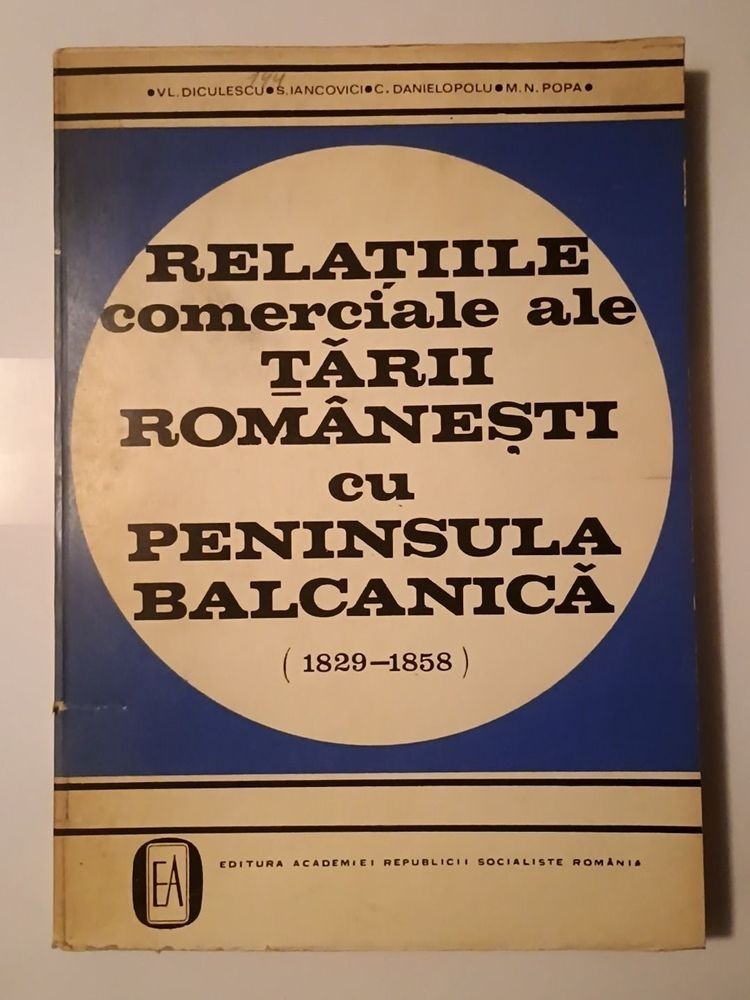 194
●VL. DICULESCU●S. IANCOVICI●C. DANIELOPOLU●M. N. POPA●
RELAȚIILE
comerciale ale
ȚĂRII
ROMÂNEȘTI
cu
PENINSULA
BALCANICĂ
( 1829–1858 )
EA
EDITURA ACADEMIEI REPUBLICII SOCIALISTE ROMÂNIA